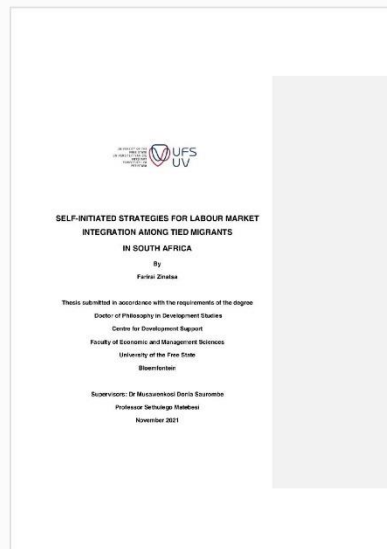 UFS
UV
SELF-INITIATED STRATEGIES FOR LABOUR MARKET
INTEGRATION AMONG TIED MIGRANTS
IN SOUTH AFRICA
By
Farirai Zinatsa
Thesis submitted in accordance with the requirements of the degree
Doctor of Philosophy in Development Studies
Centre for Development Support
Faculty of Economic and Management Sciences
University of the Free State
Bloemfontein
Supervisors: Dr Musawenkosi Donia Saurombe
Professor Sethulego Matebesi
November 2021